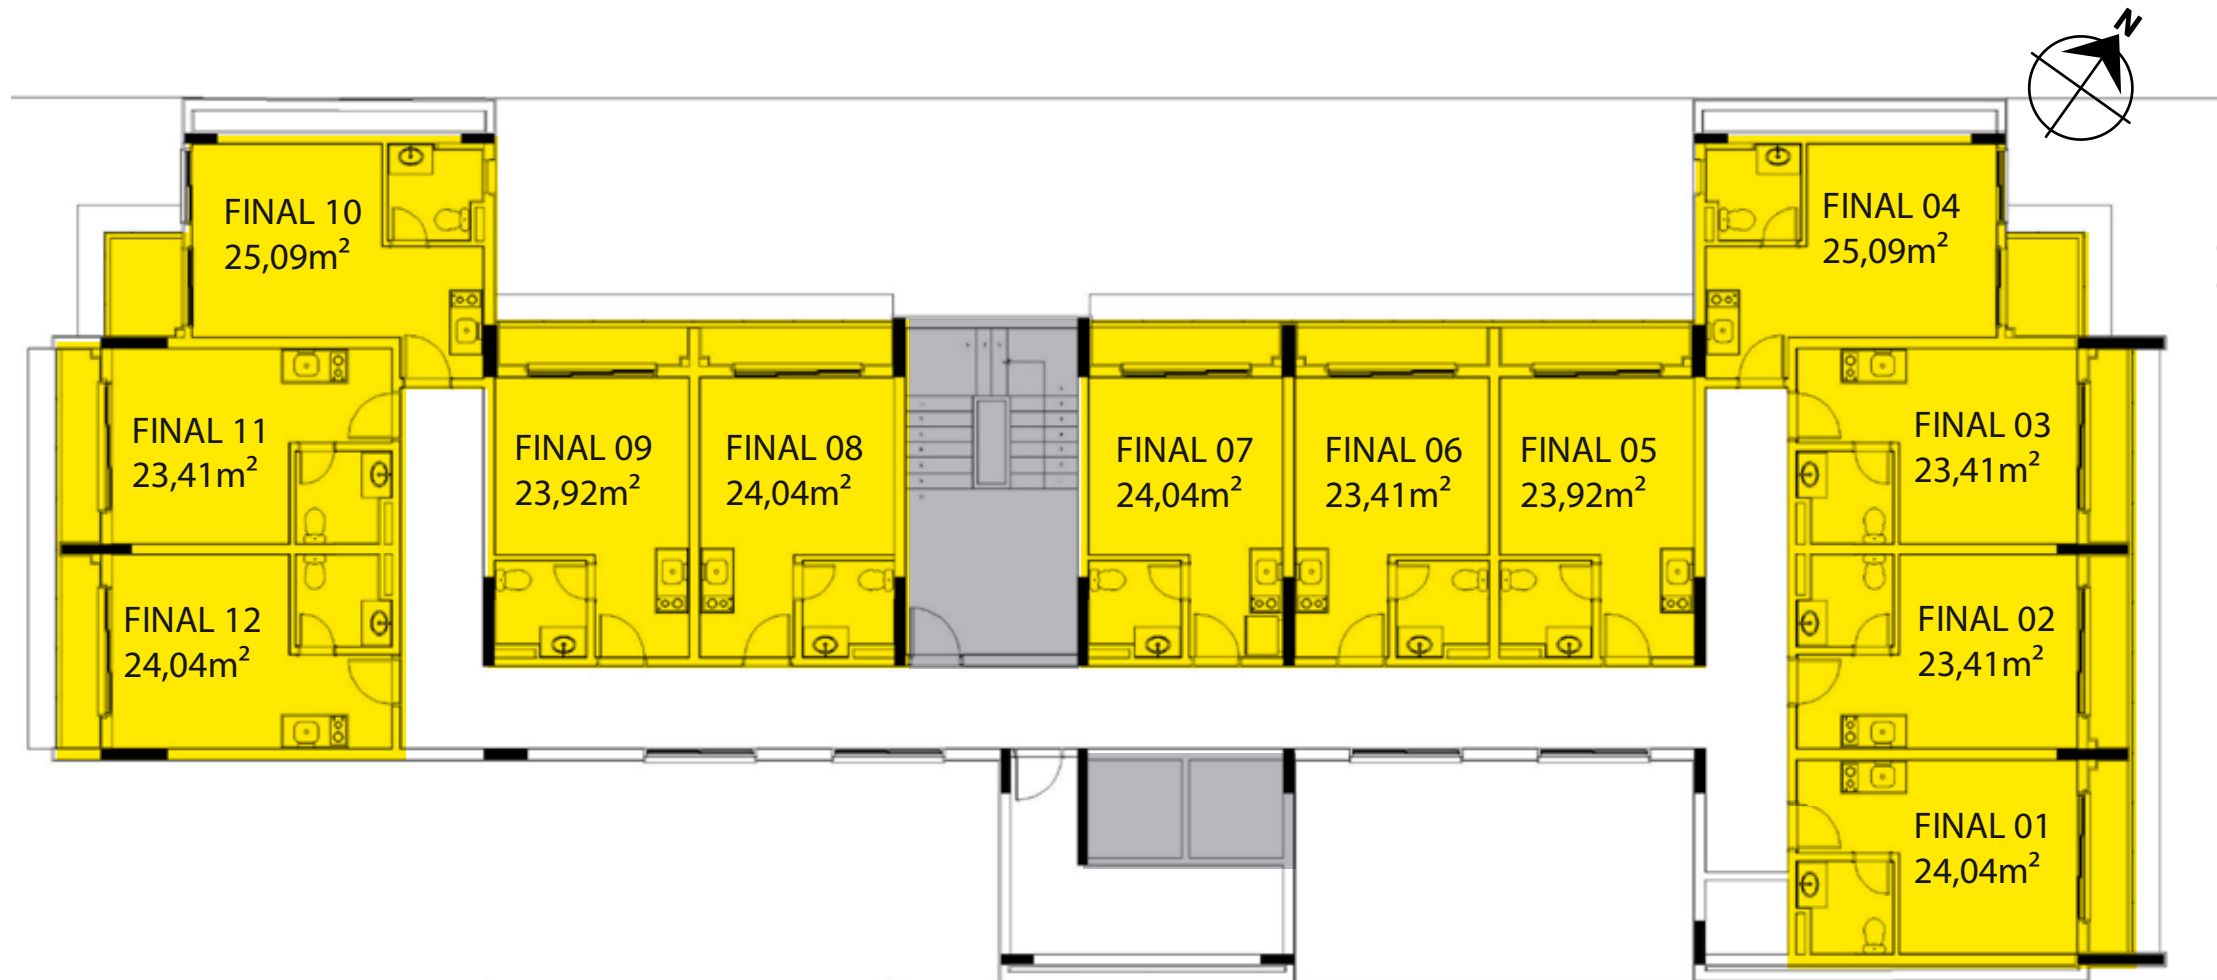 N
FINAL 10
25,09m²
FINAL 04
25,09m²
FINAL 11
23,41m²
FINAL 09
23,92m²
FINAL 08
24,04m²
FINAL 07
24,04m²
FINAL 06
23,41m²
FINAL 05
23,92m²
FINAL 03
23,41m²
FINAL 12
24,04m²
FINAL 02
23,41m²
FINAL 01
24,04m²